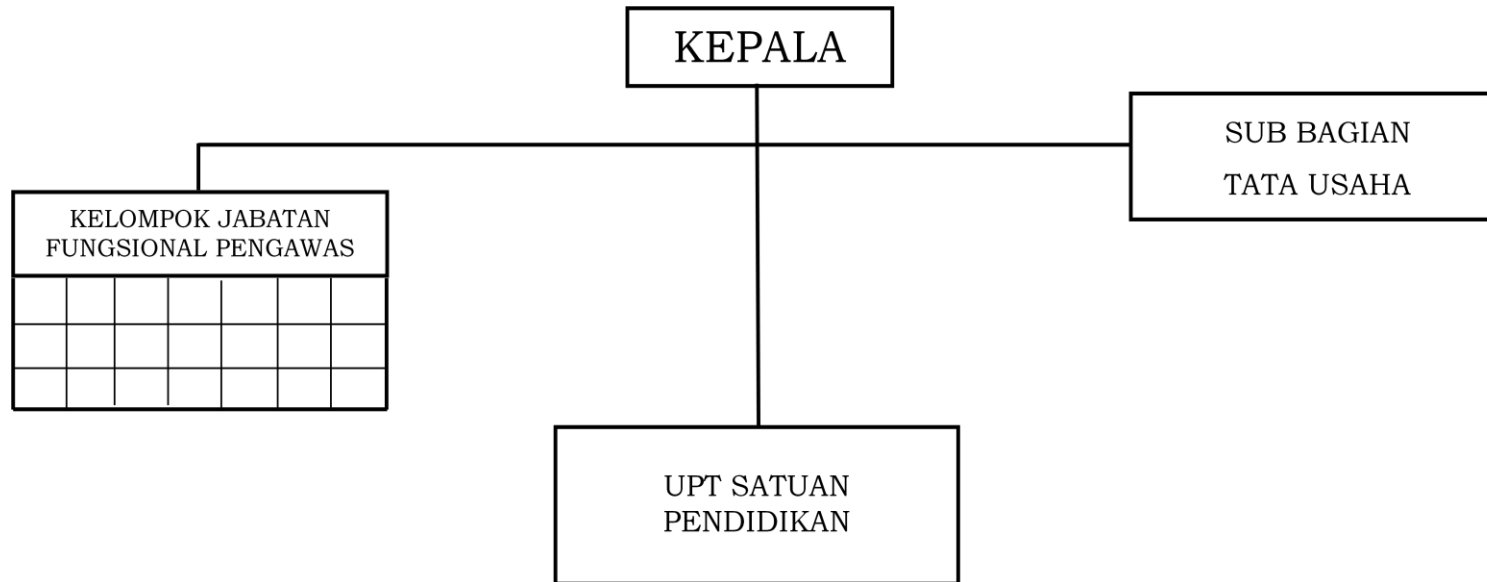 KEPALA
SUB BAGIAN
TATA USAHA
KELOMPOK JABATAN
FUNGSIONAL PENGAWAS
UPT SATUAN
PENDIDIKAN